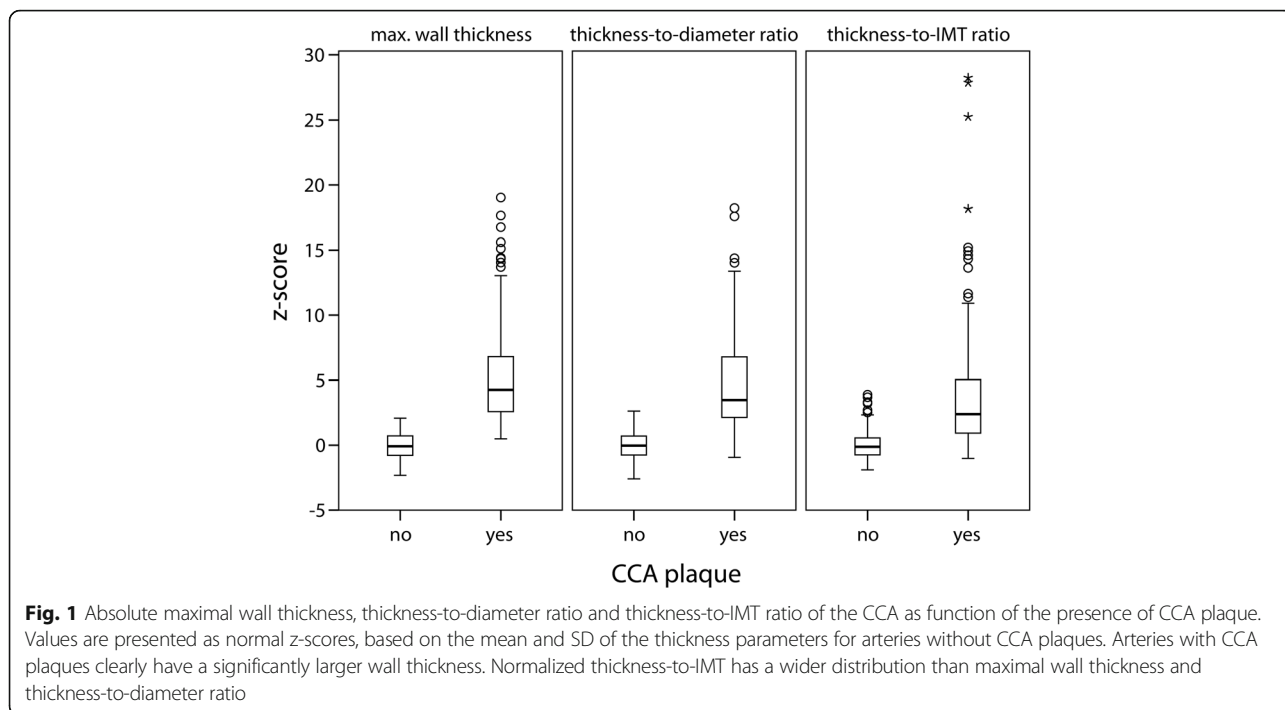 max. wall thickness
thickness-to-diameter ratio
thickness-to-IMT ratio
30
25
20
15
10
5
0
-5
z-score
no
yes
no
yes
no
yes
CCA plaque
Fig. 1 Absolute maximal wall thickness, thickness-to-diameter ratio and thickness-to-IMT ratio of the CCA as function of the presence of CCA plaque.
Values are presented as normal z-scores, based on the mean and SD of the thickness parameters for arteries without CCA plaques. Arteries with CCA
plaques clearly have a significantly larger wall thickness. Normalized thickness-to-IMT has a wider distribution than maximal wall thickness and
thickness-to-diameter ratio